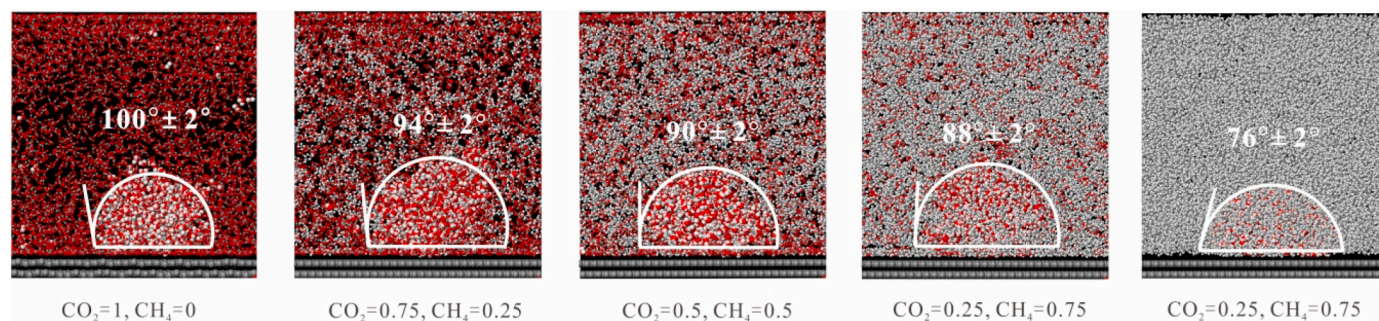 100°± 2°
94°± 2°
90°± 2°
88°± 2°
76°± 2°
CO₂=1, CH₄=0
CO₂=0.75, CH₄=0.25
CO₂=0.5, CH₄=0.5
CO₂=0.25, CH₄=0.75
CO₂=0.25, CH₄=0.75